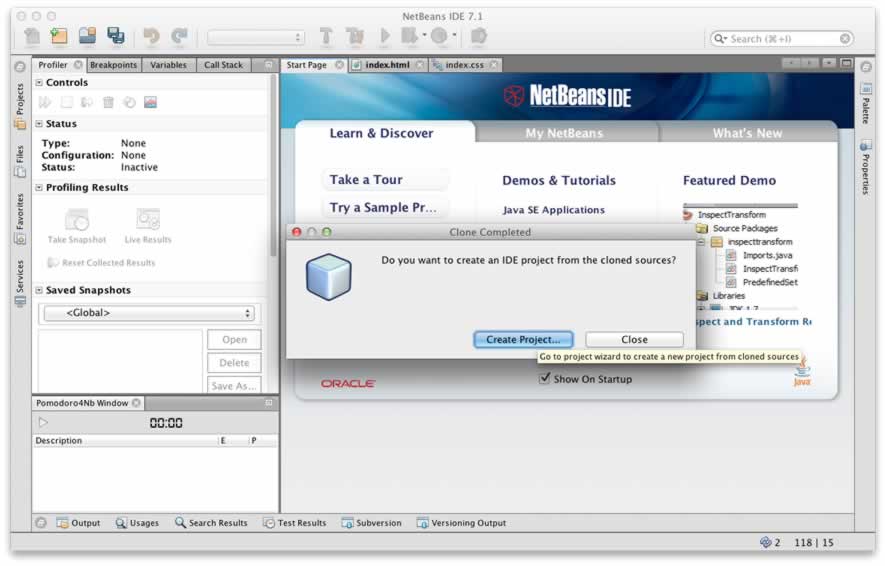 NetBeans IDE 7.1
Search (⌘+I)
Profiler
Breakpoints
Variables
Call Stack
Start Page
index.html
index.css
Projects
Files
Favorites
Services
Controls
Status
Type: None
Configuration: None
Status: Inactive
Profiling Results
Take Snapshot
Live Results
Reset Collected Results
Saved Snapshots
<Global>
Open
Delete
Save As...
Pomodoro4Nb Window
00:00
Description E P
NetBeans IDE
Learn & Discover
My NetBeans
What's New
Take a Tour
Try a Sample Pr...
Demos & Tutorials
Java SE Applications
Featured Demo
InspectTransform
Source Packages
inspecttransform
Imports.java
InspectTransf
PredefinedSet
Libraries
JDK 1.7
spect and Transform Re
Clone Completed
Do you want to create an IDE project from the cloned sources?
Create Project...
Close
Go to project wizard to create a new project from cloned sources
ORACLE
Show On Startup
Java
Palette
Properties
Output
Usages
Search Results
Test Results
Subversion
Versioning Output
2
118 | 15